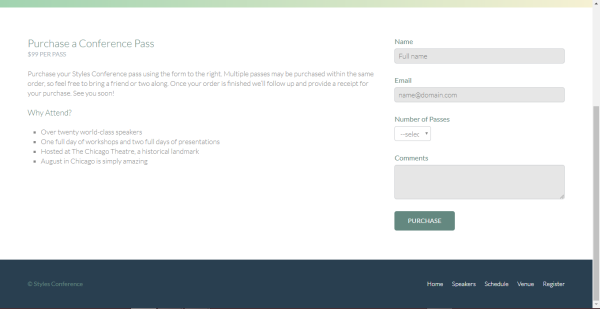 Purchase a Conference Pass
$99 PER PASS
Purchase your Styles Conference pass using the form to the right. Multiple passes may be purchased within the same
order, so feel free to bring a friend or two along. Once your order is finished we'll follow up and provide a receipt for
your purchase. See you soon!
Why Attend?
Over twenty world-class speakers
One full day of workshops and two full days of presentations
Hosted at The Chicago Theatre, a historical landmark
August in Chicago is simply amazing
Name
Full name
Email
name@domain.com
Number of Passes
--selec
Comments
PURCHASE
© Styles Conference
Home Speakers Schedule Venue Register